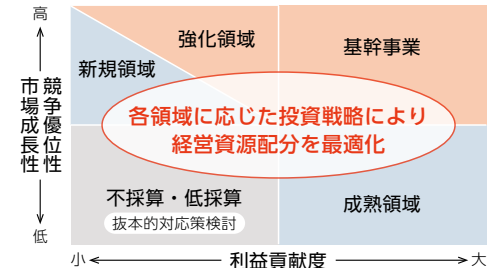 高
強化領域
基幹事業
新規領域
競争優位性
市場成長性
各領域に応じた投資戦略により
経営資源配分を最適化
不採算・低採算
抜本的対応策検討
成熟領域
低
小
利益貢献度
大